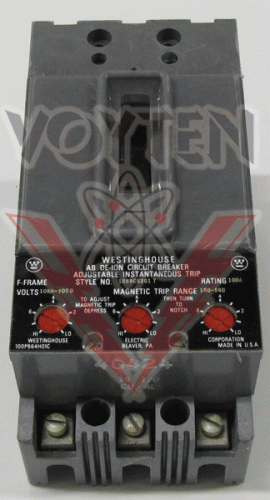 VOYTEN
WESTINGHOUSE
AB DE-ION CIRCUIT BREAKER
ADJUSTABLE INSTANTANEOUS TRIP
STYLE NO.
F-FRAME MAGNETIC TRIP RANGE RATING 100A
VOLTS TO ADJUST THEN TURN
MAGNETIC TRIP TO
DEPRESS NOTCH
HI LO HI LO HI LO
WESTINGHOUSE ELECTRIC CORPORATION
BEAVER, PA. MADE IN U.S.A.